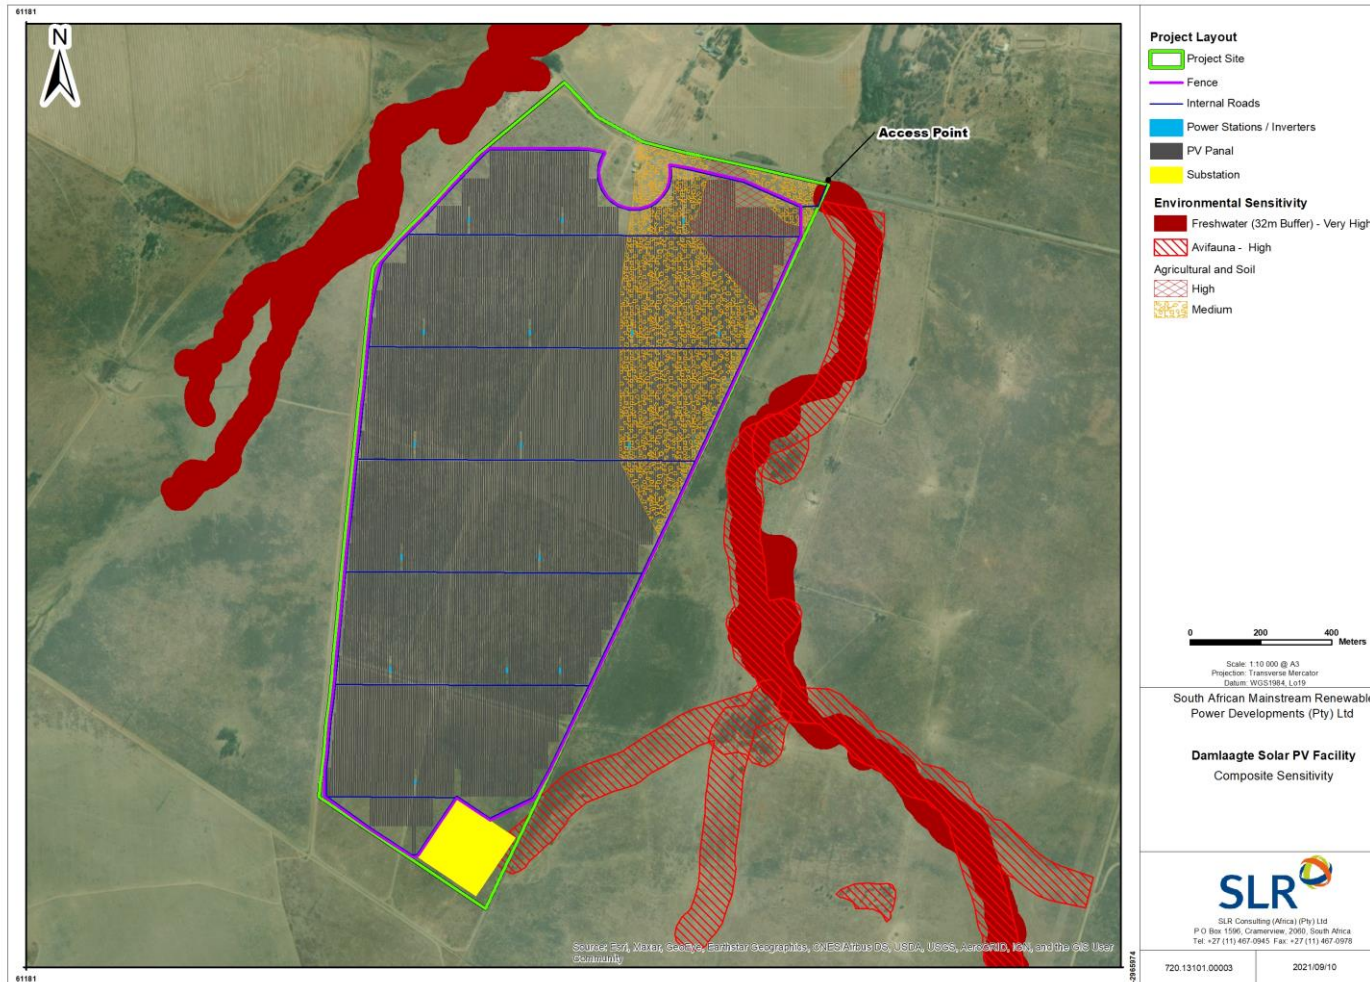 61181
N
Access Point
Source: Esri, Maxar, GeoEye, Earthstar Geographics, CNES/Airbus DS, USDA, USGS, AeroGRID, IGN, and the GIS User
Community
61181
-2965974
Project Layout
Project Site
Fence
Internal Roads
Power Stations / Inverters
PV Panal
Substation
Environmental Sensitivity
Freshwater (32m Buffer) - Very High
Avifauna - High
Agricultural and Soil
High
Medium
0 200 400
Meters
Scale: 1:10 000 @ A3
Projection: Transverse Mercator
Datum: WGS1984, Lo19
South African Mainstream Renewable
Power Developments (Pty) Ltd
Damlaagte Solar PV Facility
Composite Sensitivity
SLR
SLR Consulting (Africa) (Pty) Ltd
P O Box 1596, Cramerview, 2060, South Africa
Tel: +27 (11) 467-0945 Fax: +27 (11) 467-0978
720.13101.00003
2021/09/10